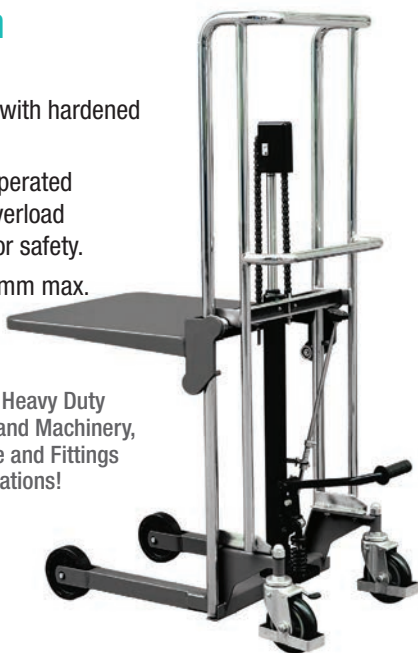 with hardened
perated
verload
or safety.
mm max.
Heavy Duty
and Machinery,
e and Fittings
ations!